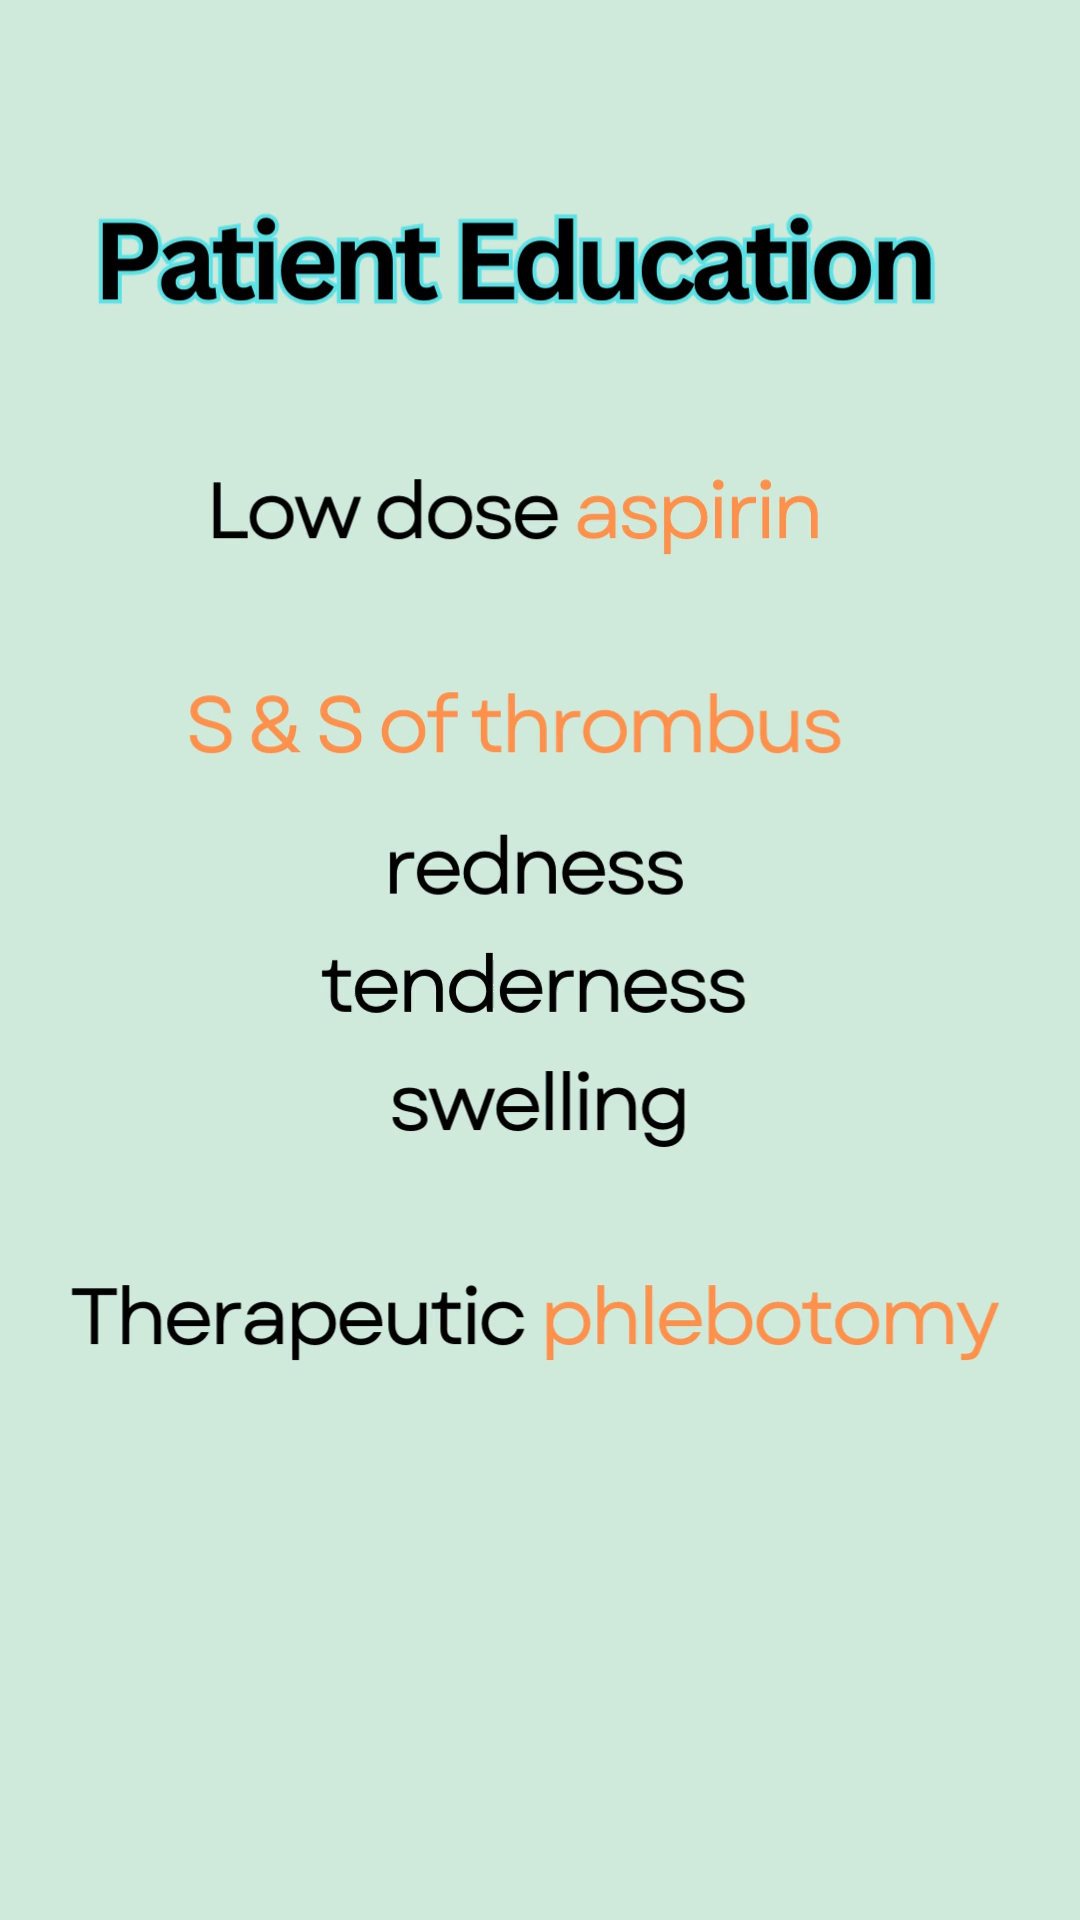 Patient Education
Low dose aspirin
S & S of thrombus
redness
tenderness
swelling
Therapeutic phlebotomy